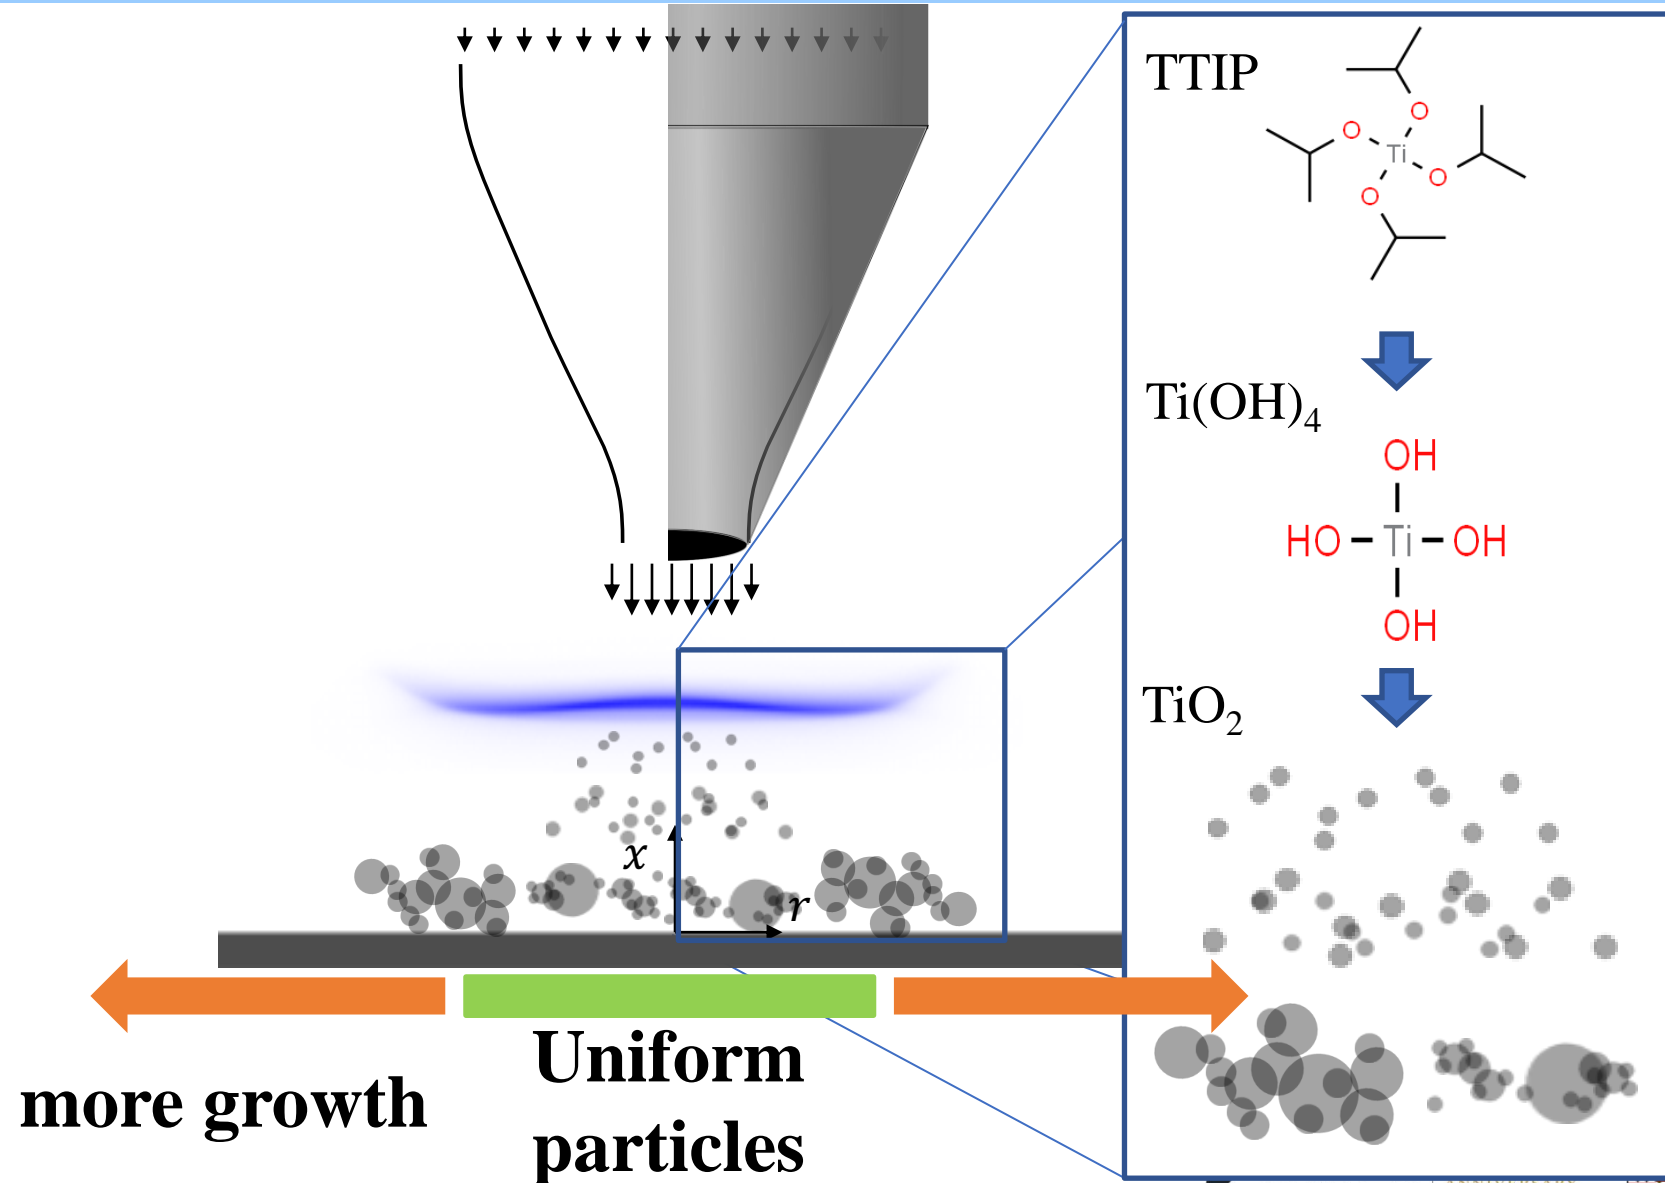 TTIP
O
O
Ti
O
O
Ti(OH)₄
OH
HO Ti OH
OH
TiO₂
x
r
Uniform
particles
more growth